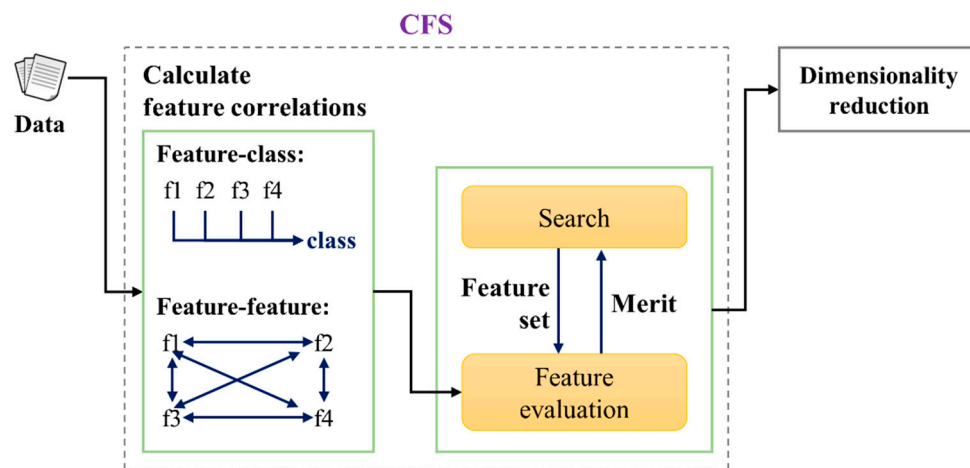 CFS
Data
Calculate
feature correlations
Feature-class:
f1 f2 f3 f4
class
Feature-feature:
f1 f2
f3 f4
Search
Feature
set
Merit
Feature
evaluation
Dimensionality
reduction